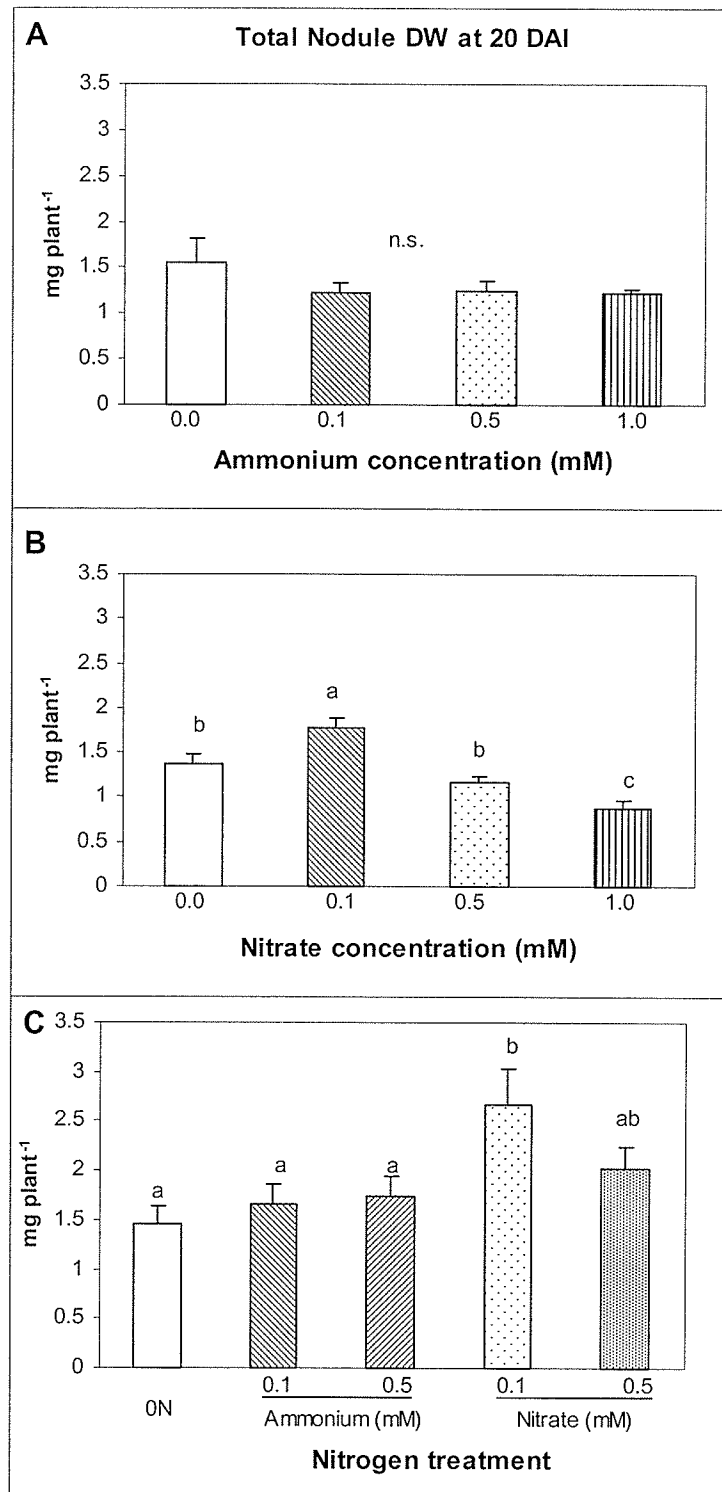 A
Total Nodule DW at 20 DAI
3.5
3
2.5
2
1.5
1
0.5
0
mg plant-1
n.s.
0.0 0.1 0.5 1.0
Ammonium concentration (mM)
B
3.5
3
2.5
2
1.5
1
0.5
0
mg plant-1
b a b c
0.0 0.1 0.5 1.0
Nitrate concentration (mM)
C
3.5
3
2.5
2
1.5
1
0.5
0
mg plant-1
a a a b ab
0.1 0.5 0.1 0.5
0N Ammonium (mM) Nitrate (mM)
Nitrogen treatment